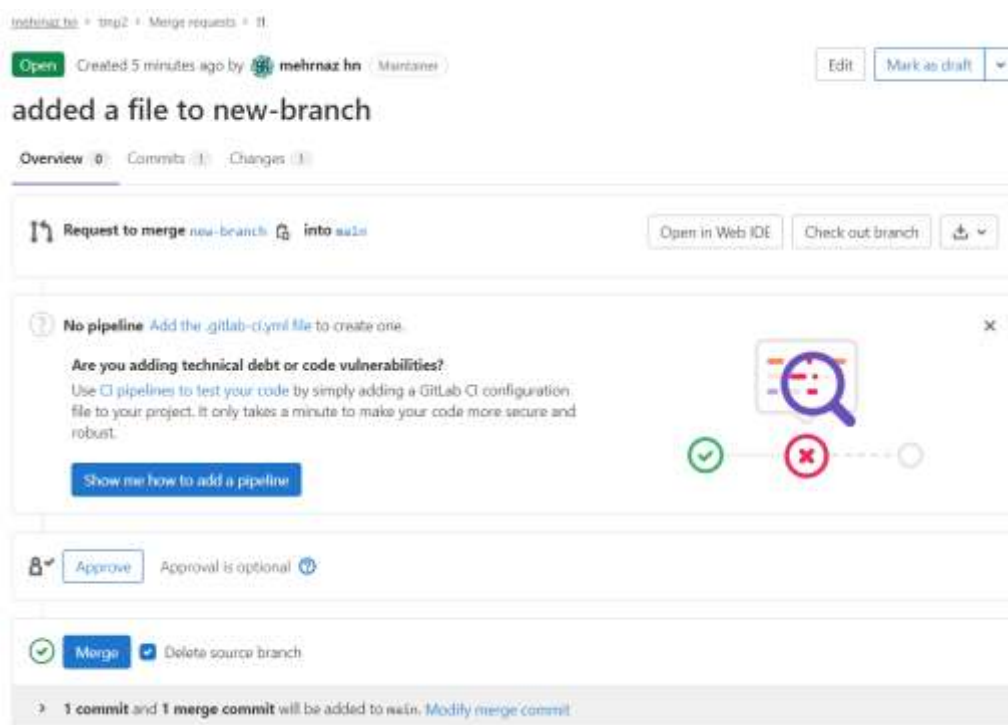 mehrnaz hn > tmp2 > Merge requests > !1
Open Created 5 minutes ago by mehrnaz hn Maintainer Edit Mark as draft
added a file to new-branch
Overview 0 Commits 1 Changes 1
Request to merge new-branch into main Open in Web IDE Check out branch
No pipeline Add the .gitlab-ci.yml file to create one.
Are you adding technical debt or code vulnerabilities?
Use CI pipelines to test your code by simply adding a GitLab CI configuration
file to your project. It only takes a minute to make your code more secure and
robust.
Show me how to add a pipeline
Approve Approval is optional
Merge Delete source branch
1 commit and 1 merge commit will be added to main. Modify merge commit